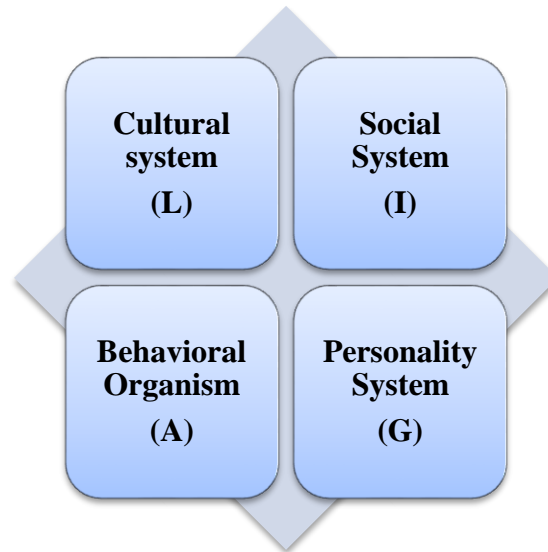 Cultural
system
(L)
Social
System
(I)
Behavioral
Organism
(A)
Personality
System
(G)